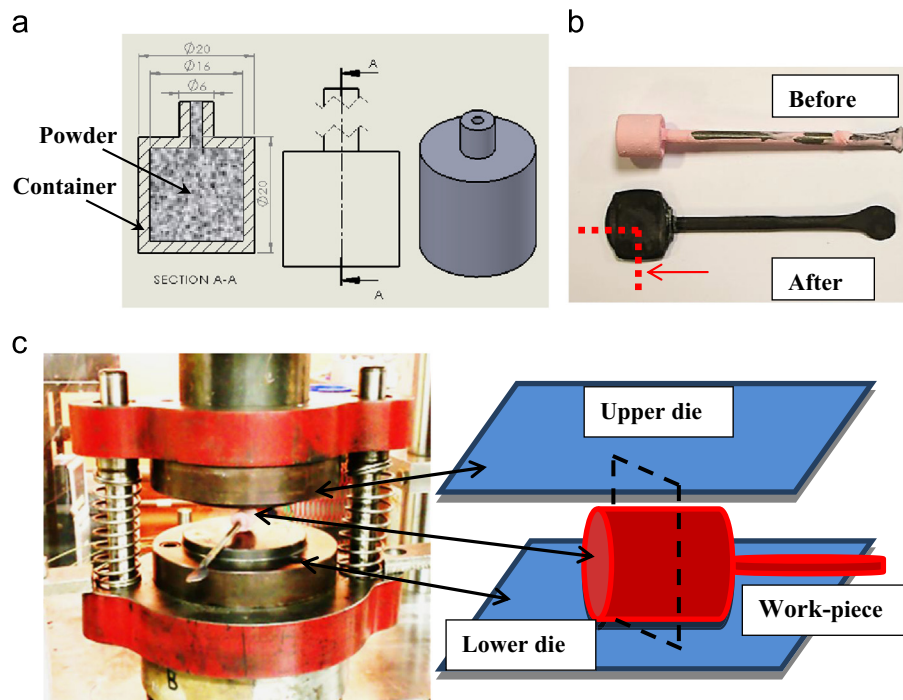 a
Ø20
Ø16
Ø6
Powder
Container
Ø20
SECTION A-A
A
A
b
Before
After
c
Upper die
Work-piece
Lower die
B